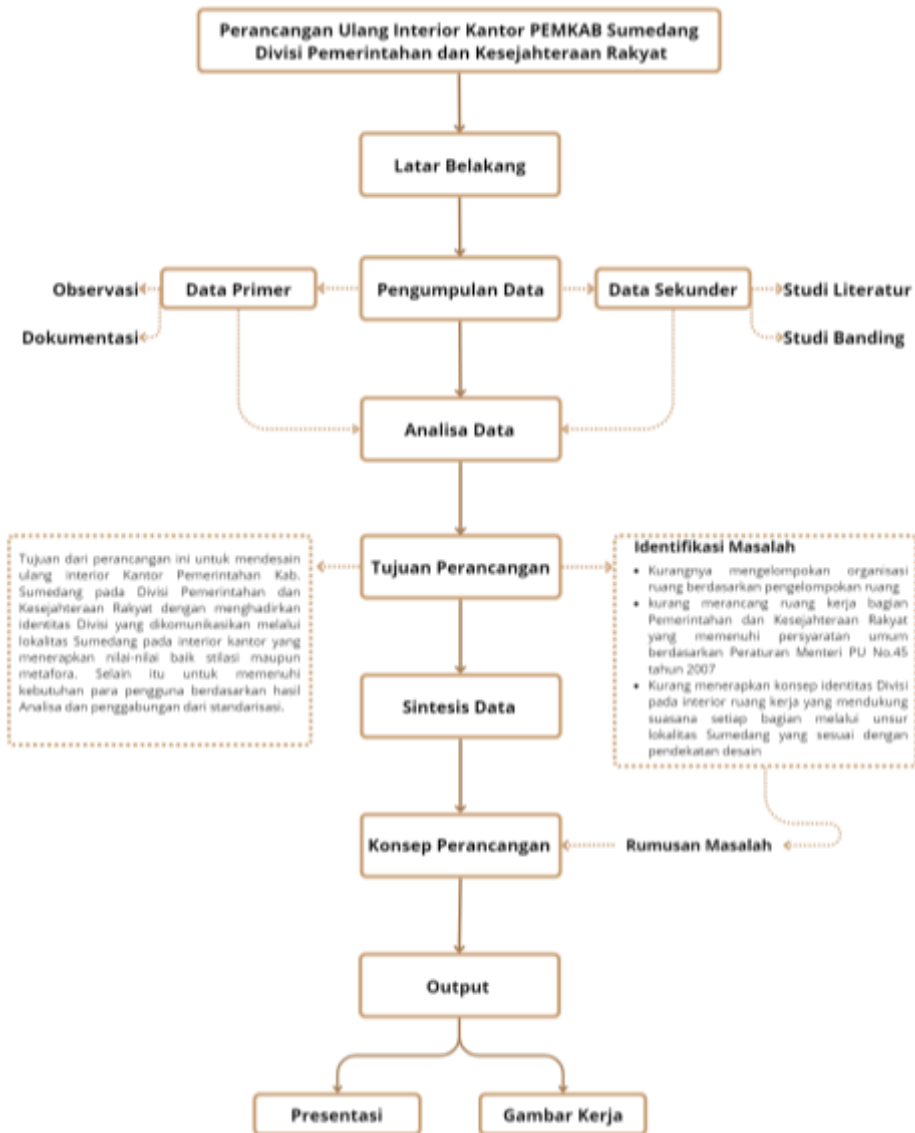 Perancangan Ulang Interior Kantor PEMKAB Sumedang
Divisi Pemerintahan dan Kesejahteraan Rakyat
Latar Belakang
Observasi
Data Primer
Pengumpulan Data
Data Sekunder
Studi Literatur
Dokumentasi
Studi Banding
Analisa Data
Tujuan dari perancangan ini untuk mendesain
ulang interior Kantor Pemerintahan Kab.
Sumedang pada Divisi Pemerintahan dan
Kesejahteraan Rakyat dengan menghadirkan
identitas Divisi yang dikomunikasikan melalui
lokalitas Sumedang pada interior kantor yang
menerapkan nilai-nilai baik stilasi maupun
metafora. Selain itu untuk memenuhi
kebutuhan para pengguna berdasarkan hasil
Analisa dan penggabungan dari standarisasi.
Tujuan Perancangan
Identifikasi Masalah
• Kurangnya mengelompokan organisasi
ruang berdasarkan pengelompokan ruang
• kurang merancang ruang kerja bagian
Pemerintahan dan Kesejahteraan Rakyat
yang memenuhi persyaratan umum
berdasarkan Peraturan Menteri PU No.45
tahun 2007
• Kurang menerapkan konsep identitas Divisi
pada interior ruang kerja yang mendukung
suasana setiap bagian melalui unsur
lokalitas Sumedang yang sesuai dengan
pendekatan desain
Sintesis Data
Konsep Perancangan
Rumusan Masalah
Output
Presentasi
Gambar Kerja